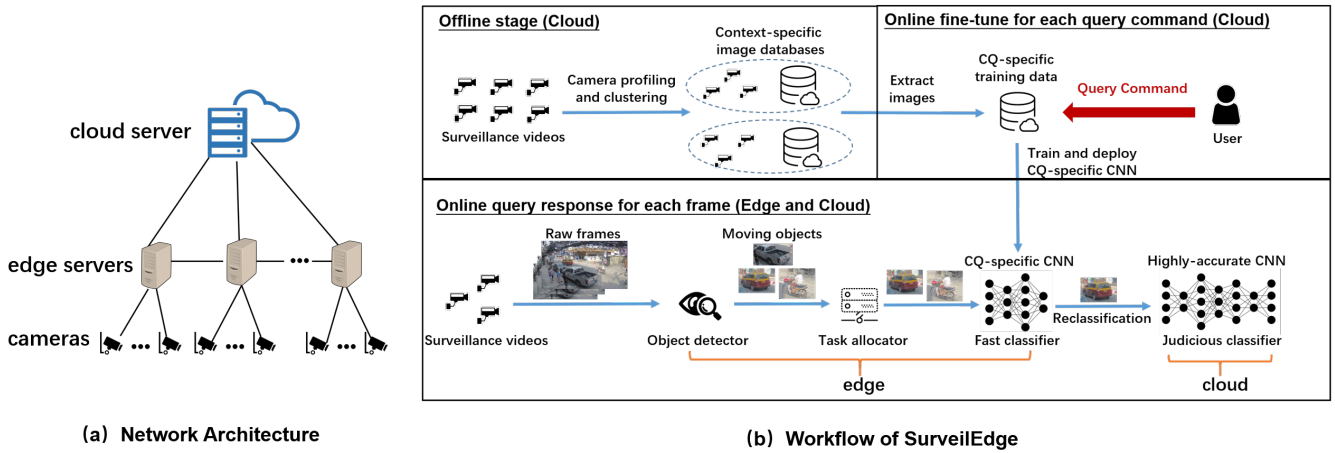 cloud server
edge servers
cameras
(a) Network Architecture
Offline stage (Cloud)
Surveillance videos
Camera profiling
and clustering
Context-specific
image databases
Extract
images
Online fine-tune for each query command (Cloud)
CQ-specific
training data
Query Command
User
Train and deploy
CQ-specific CNN
Online query response for each frame (Edge and Cloud)
Surveillance videos
Raw frames
Object detector
Moving objects
Task allocator
CQ-specific CNN
Fast classifier
Reclassification
Highly-accurate CNN
Judicious classifier
edge
cloud
(b) Workflow of SurveilEdge